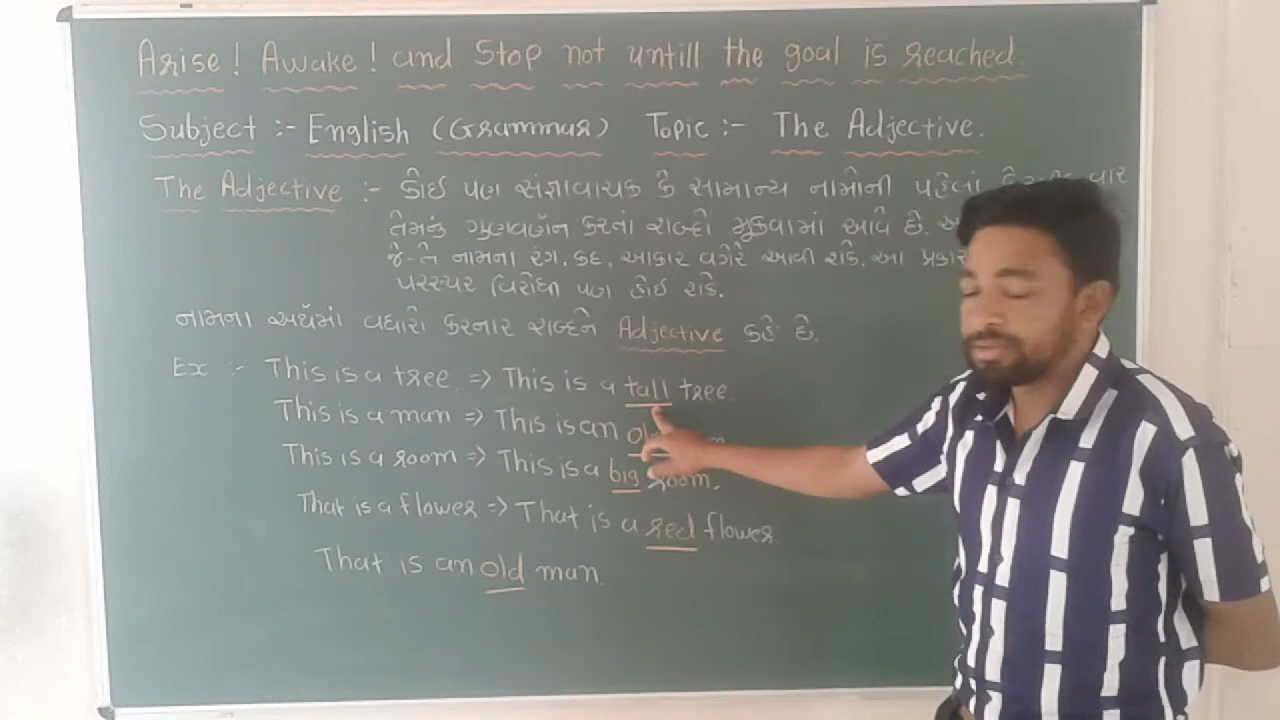 Arise! Awake! and Stop not untill the goal is reached.
Subject :- English (Grammar) Topic :- The Adjective.
The Adjective :- કોઈ પણ સંજ્ઞાવાચક કે સામાન્ય નામોની પહેલાં વાર
તેમનું ગુણવર્ણન કરતાં શબ્દો મૂકવામાં આવે છે.
જે-તે નામના રંગ, કદ, આકાર વગેરે આવી શકે. આ પ્રકાર
પરસ્પર વિરોધી પણ હોઈ શકે.
નામના અર્થમાં વધારો કરનાર શબ્દને Adjective કહે છે.
Ex :- This is a tree => This is a tall tree.
This is a man => This is an
This is a room => This is a big room.
That is a flower => That is a red flower
That is an old man.